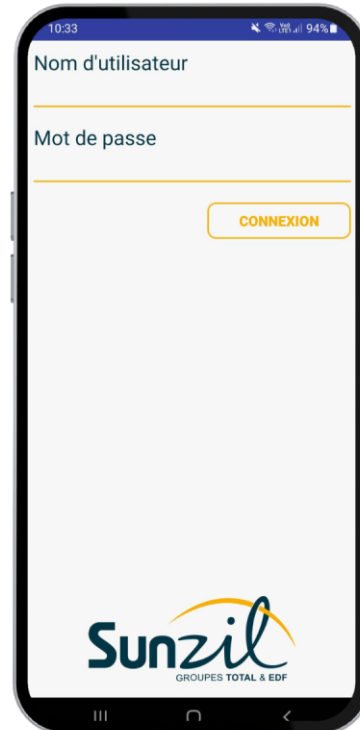 10:33
94%
Nom d'utilisateur
Mot de passe
CONNEXION
Sunzil
GROUPES TOTAL & EDF